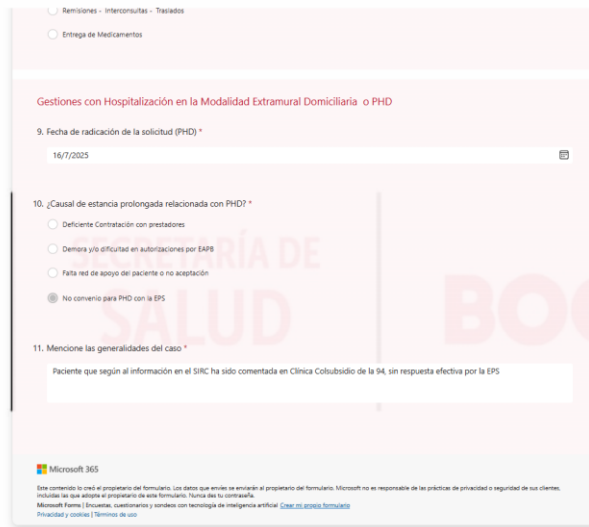 Remisiones - Interconsultas - Traslados
Entrega de Medicamentos
Gestiones con Hospitalización en la Modalidad Extramural Domiciliaria o PHD
9. Fecha de radicación de la solicitud (PHD) *
16/7/2025
10. ¿Causal de estancia prolongada relacionada con PHD? *
Deficiente Contratación con prestadores
Demora y/o dificultad en autorizaciones por EAPB
Falta red de apoyo del paciente o no aceptación
No convenio para PHD con la EPS
SECRETARÍA DE
SALUD
BOG
11. Mencione las generalidades del caso *
Paciente que según al información en el SIRC ha sido comentada en Clínica Colsubsidio de la 94, sin respuesta efectiva por la EPS
Microsoft 365
Este contenido lo creó el propietario del formulario. Los datos que envíes se enviarán al propietario del formulario. Microsoft no es responsable de las prácticas de privacidad o seguridad de sus clientes,
incluidas las que adopte el propietario de este formulario. Nunca des tu contraseña.
Microsoft Forms | Encuestas, cuestionarios y sondeos con tecnología de inteligencia artificial Crear mi propio formulario
Privacidad y cookies | Términos de uso